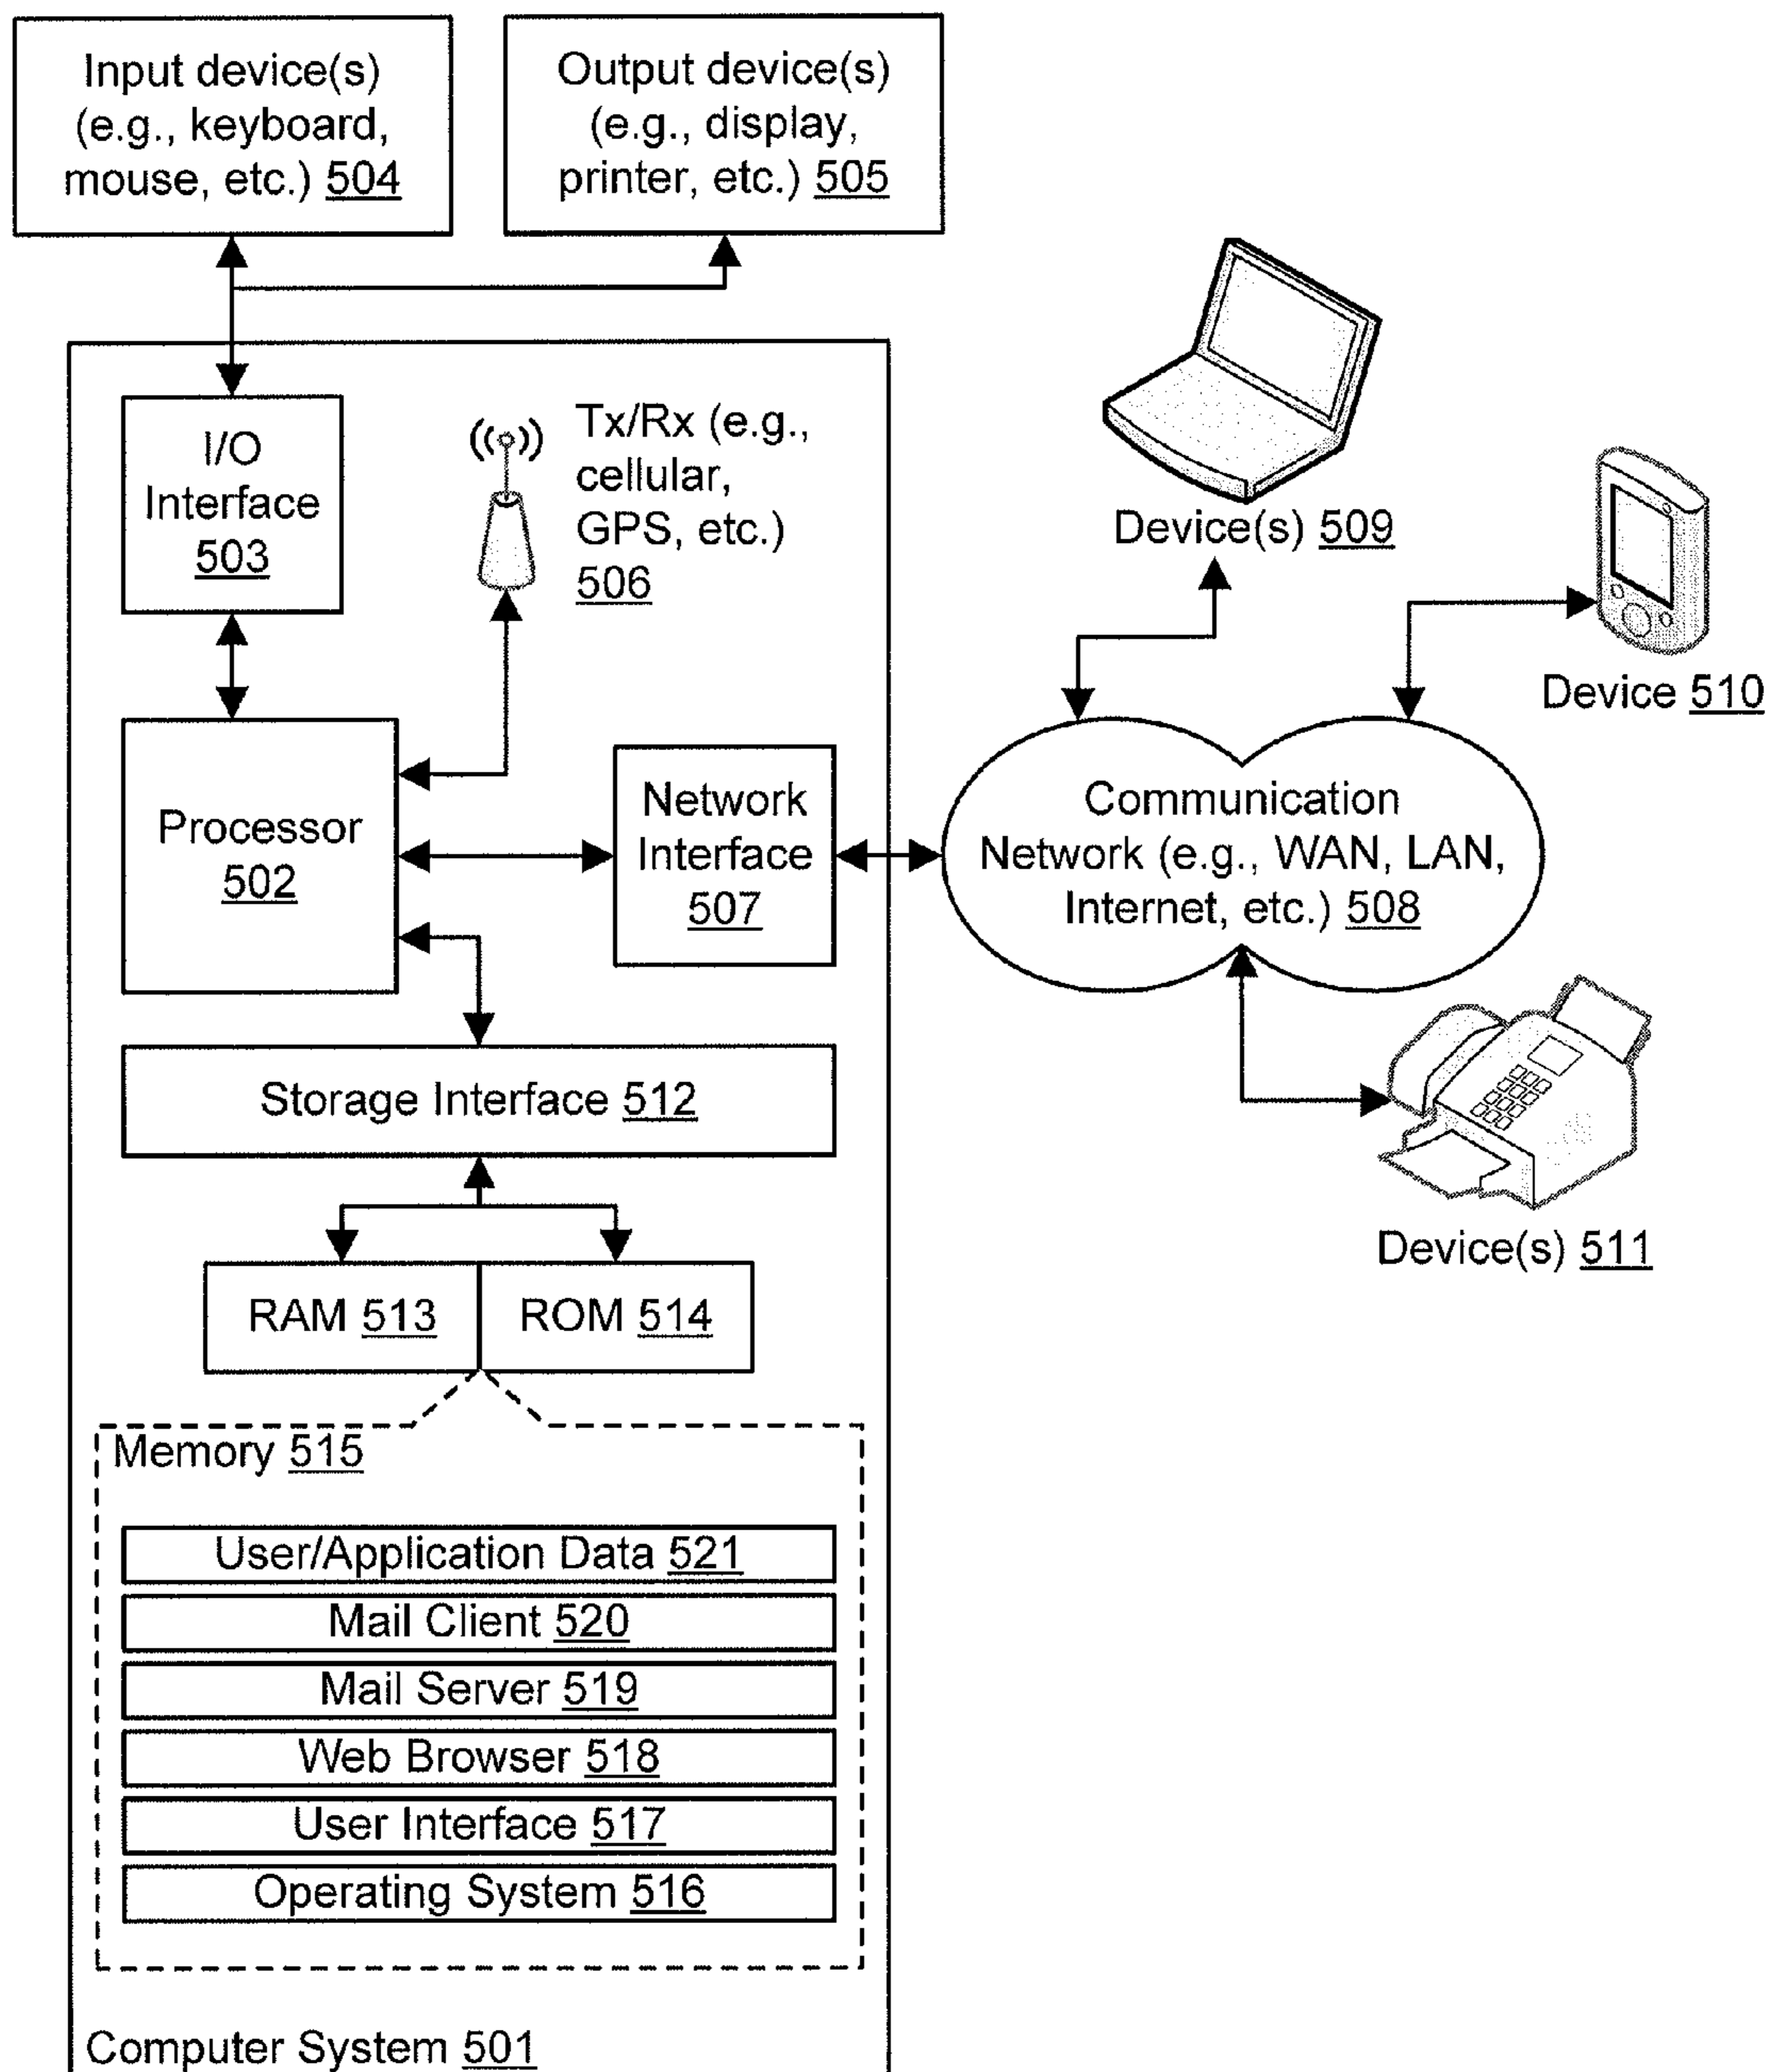 Input device(s)
(e.g., keyboard,
mouse, etc.) 504
Output device(s)
(e.g., display,
printer, etc.) 505
I/O
Interface
503
Tx/Rx (e.g.,
cellular,
GPS, etc.)
506
Device(s) 509
Device 510
Processor
502
Network
Interface
507
Communication
Network (e.g., WAN, LAN,
Internet, etc.) 508
Storage Interface 512
Device(s) 511
RAM 513
ROM 514
Memory 515
User/Application Data 521
Mail Client 520
Mail Server 519
Web Browser 518
User Interface 517
Operating System 516
Computer System 501